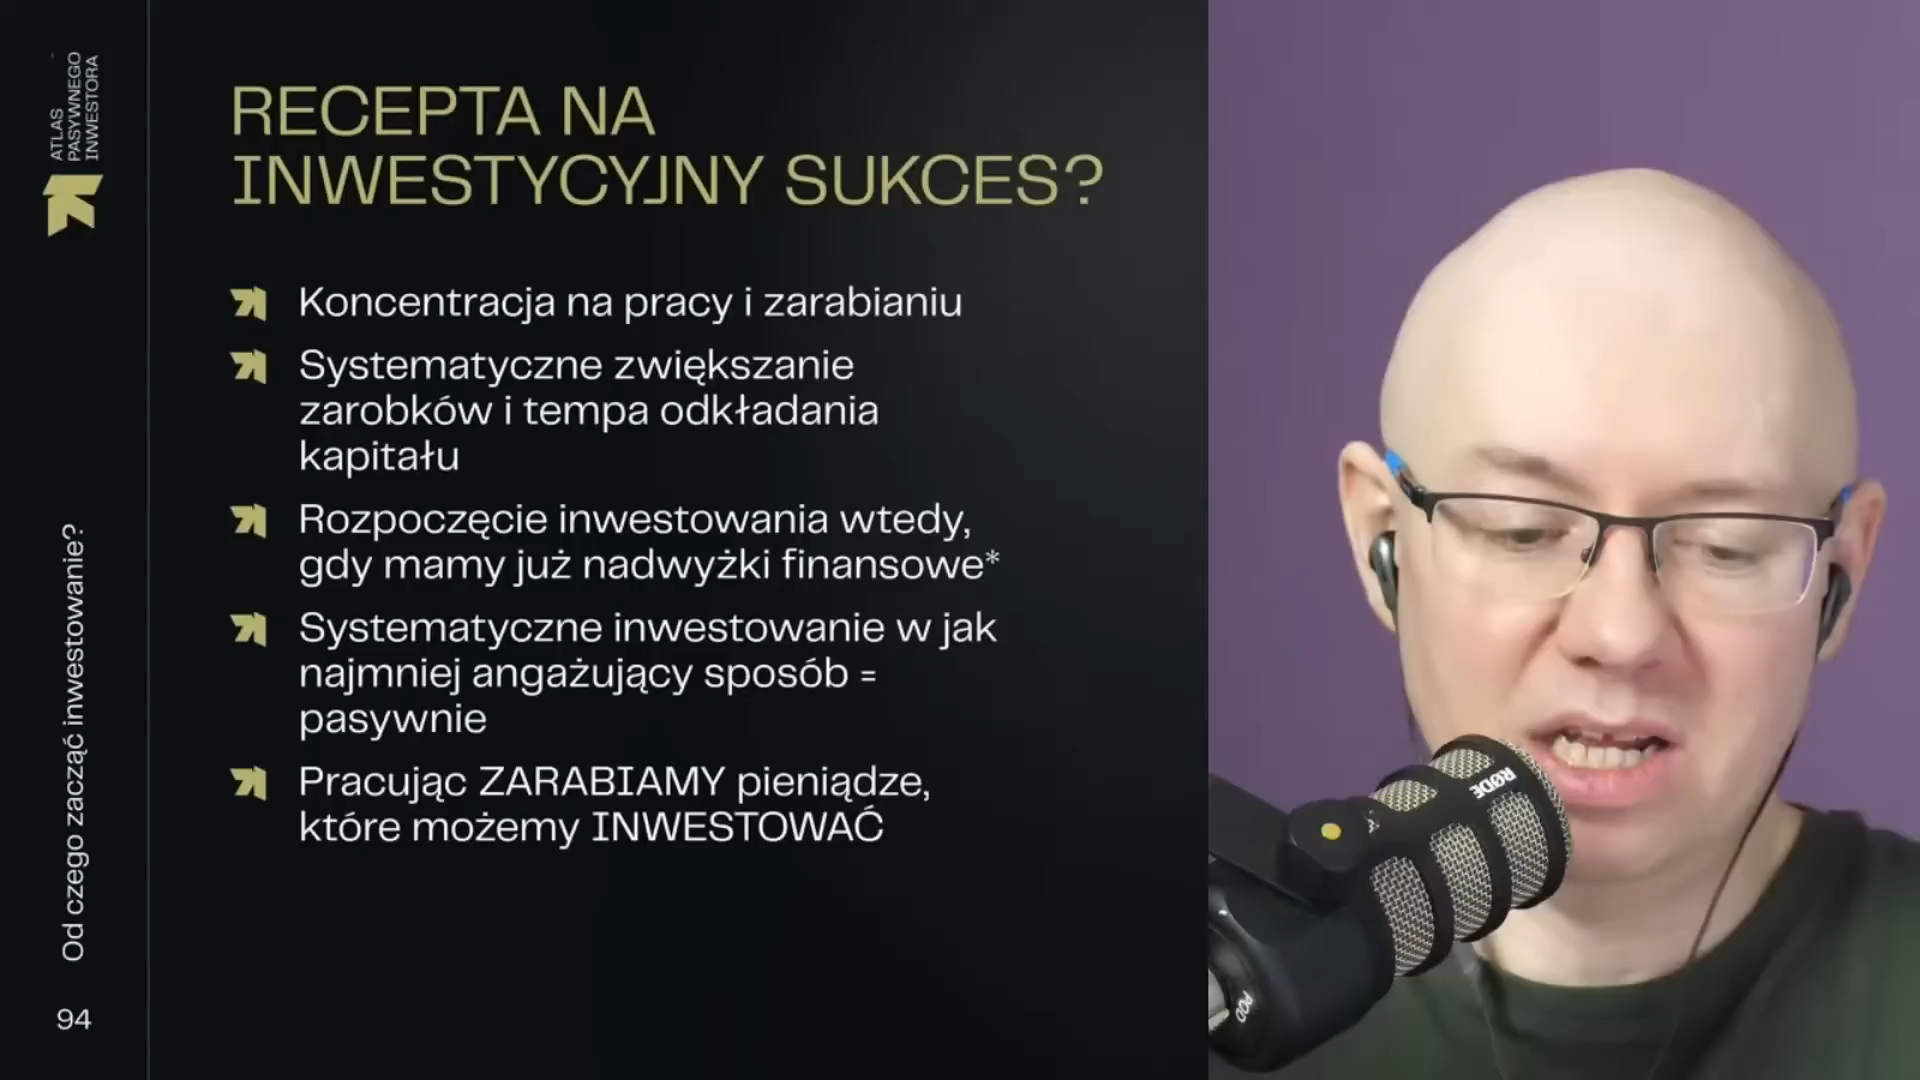 ATLAS
PASYWNEGO
INWESTORA
Od czego zacząć inwestowanie?
94
RECEPTA NA
INWESTYCYJNY SUKCES?
Koncentracja na pracy i zarabianiu
Systematyczne zwiększanie
zarobków i tempa odkładania
kapitału
Rozpoczęcie inwestowania wtedy,
gdy mamy już nadwyżki finansowe*
Systematyczne inwestowanie w jak
najmniej angażujący sposób =
pasywnie
Pracując ZARABIAMY pieniądze,
które możemy INWESTOWAĆ
RØDE
POD